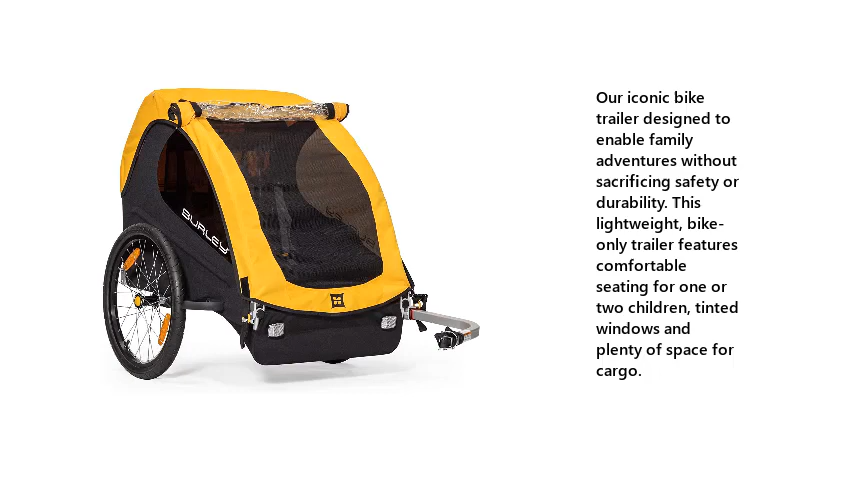 BURLEY
Our iconic bike
trailer designed to
enable family
adventures without
sacrificing safety or
durability. This
lightweight, bike-
only trailer features
comfortable
seating for one or
two children, tinted
windows and
plenty of space for
cargo.